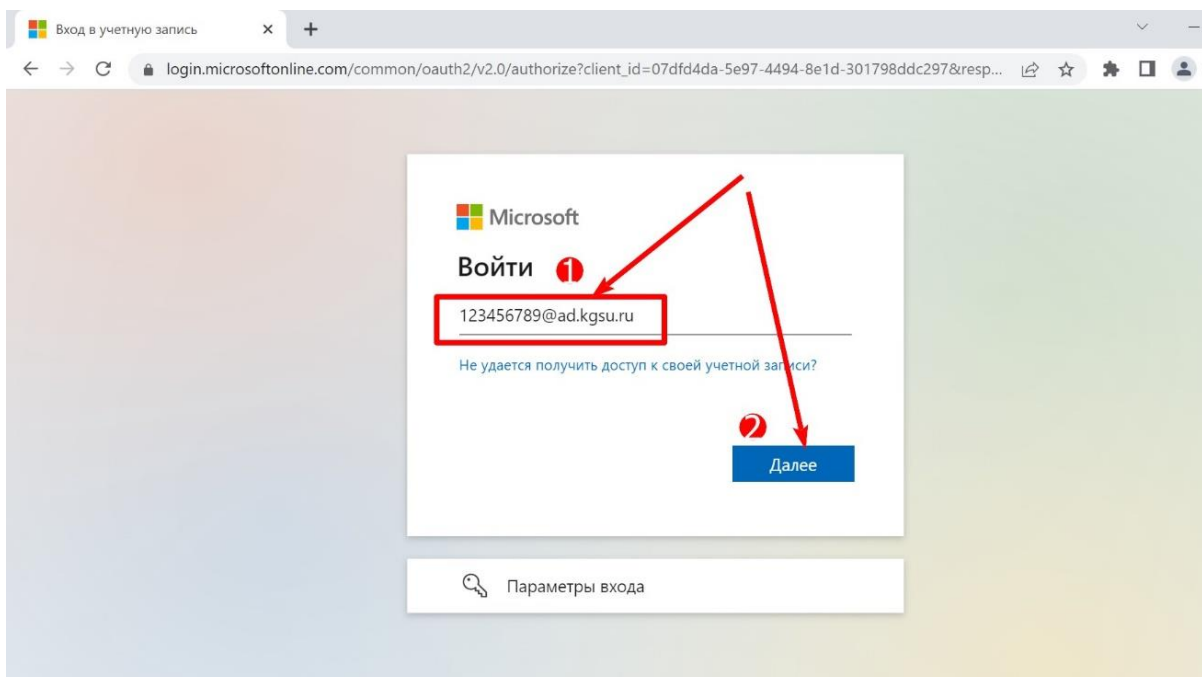 Вход в учетную запись
login.microsoftonline.com/common/oauth2/v2.0/authorize?client_id=07dfd4da-5e97-4494-8e1d-301798ddc297&resp...
Microsoft
Войти 1
123456789@ad.kgsu.ru
Не удается получить доступ к своей учетной записи?
2
Далее
Параметры входа